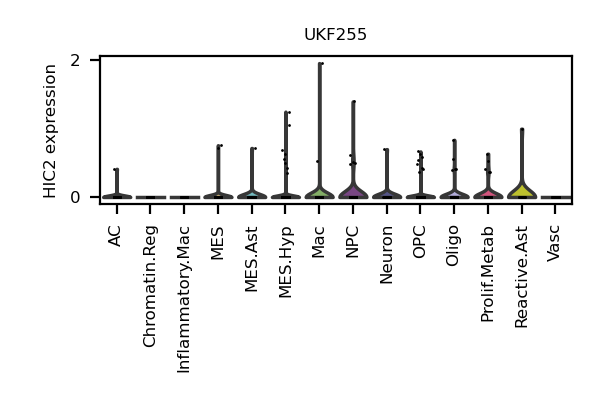 UKF255
HIC2 expression
2
0
AC
Chromatin.Reg
Inflammatory.Mac
MES
MES.Ast
MES.Hyp
Mac
NPC
Neuron
OPC
Oligo
Prolif.Metab
Reactive.Ast
Vasc